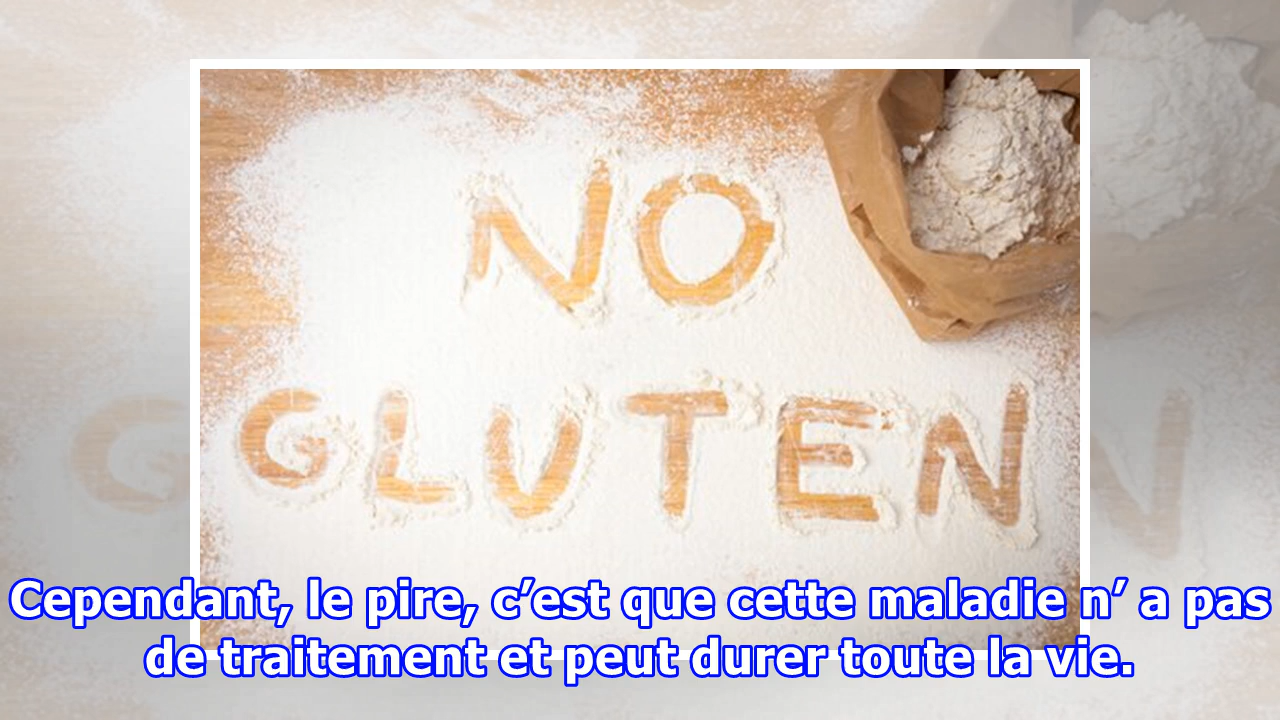 NO
GLUTEN
Cependant, le pire, c’est que cette maladie n’ a pas
de traitement et peut durer toute la vie.